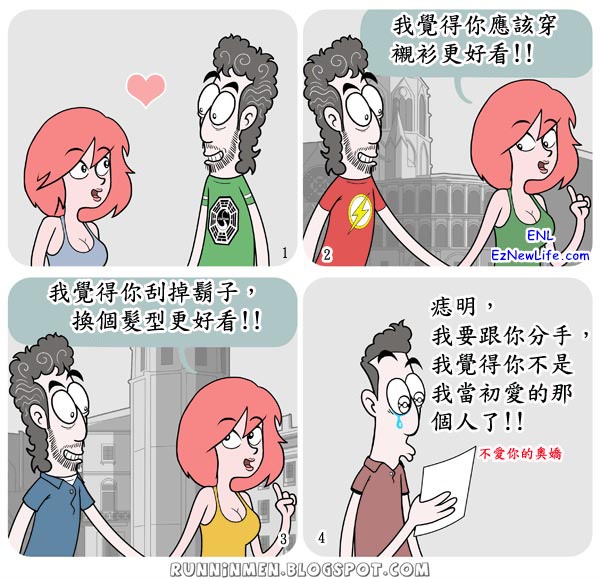 1
我覺得你應該穿
襯衫更好看!!
ENL
EzNewLife.com
2
我覺得你刮掉鬍子，
換個髮型更好看!!
3
痣明，
我要跟你分手，
我覺得你不是
我當初愛的那
個人了!!
不愛你的奧嬌
4
RUNNiNMEN.BLOGSPOT.COM